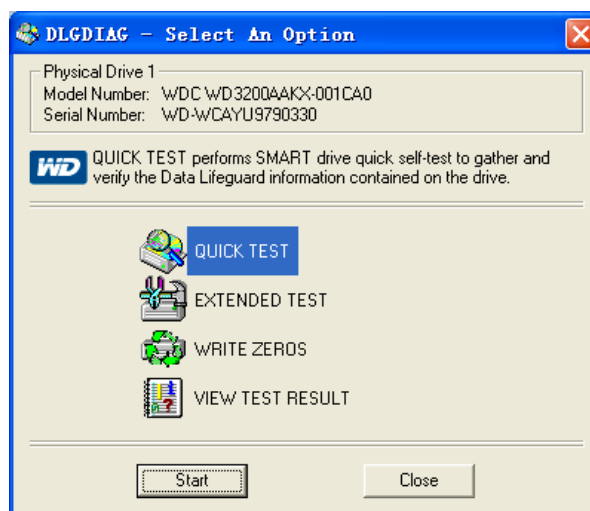 DLGDIAG - Select An Option
Physical Drive 1
Model Number: WDC WD3200AAKX-001CA0
Serial Number: WD-WCAYU9790330
WD
QUICK TEST performs SMART drive quick self-test to gather and
verify the Data Lifeguard information contained on the drive.
QUICK TEST
EXTENDED TEST
WRITE ZEROS
VIEW TEST RESULT
Start
Close